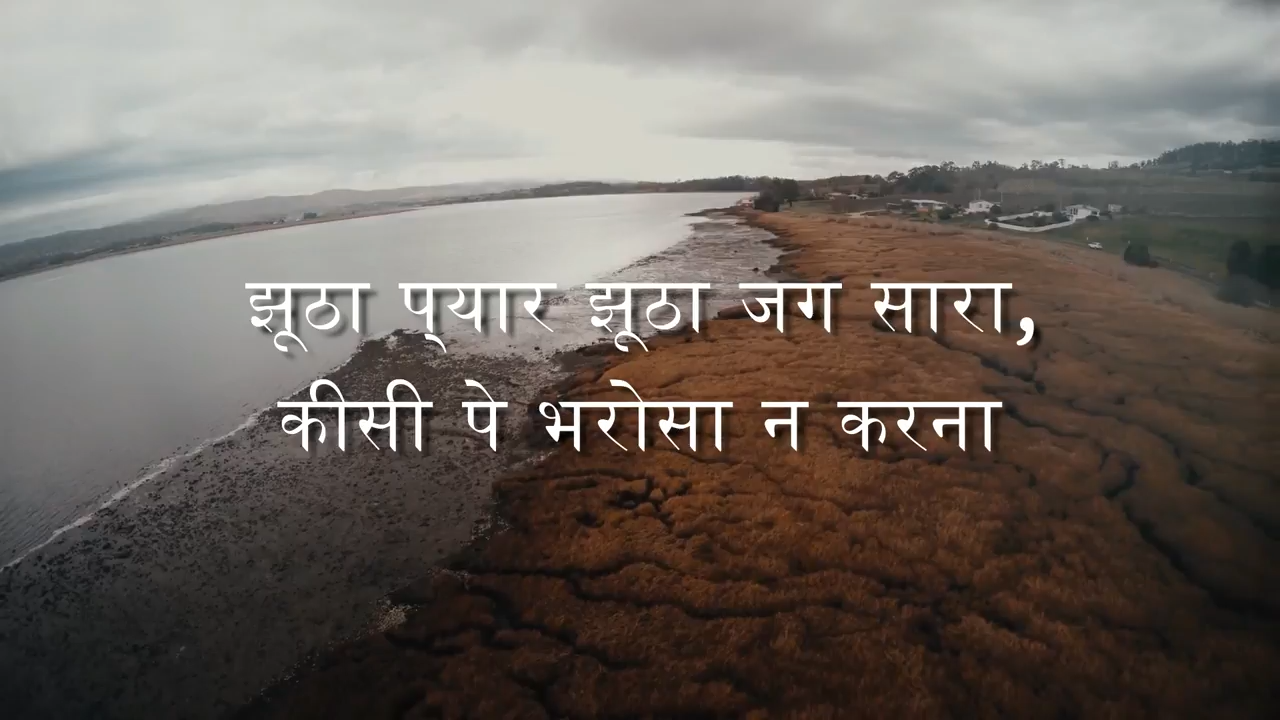 झूठा प्यार झूठा जग सारा,
कीसी पे भरोसा न करना